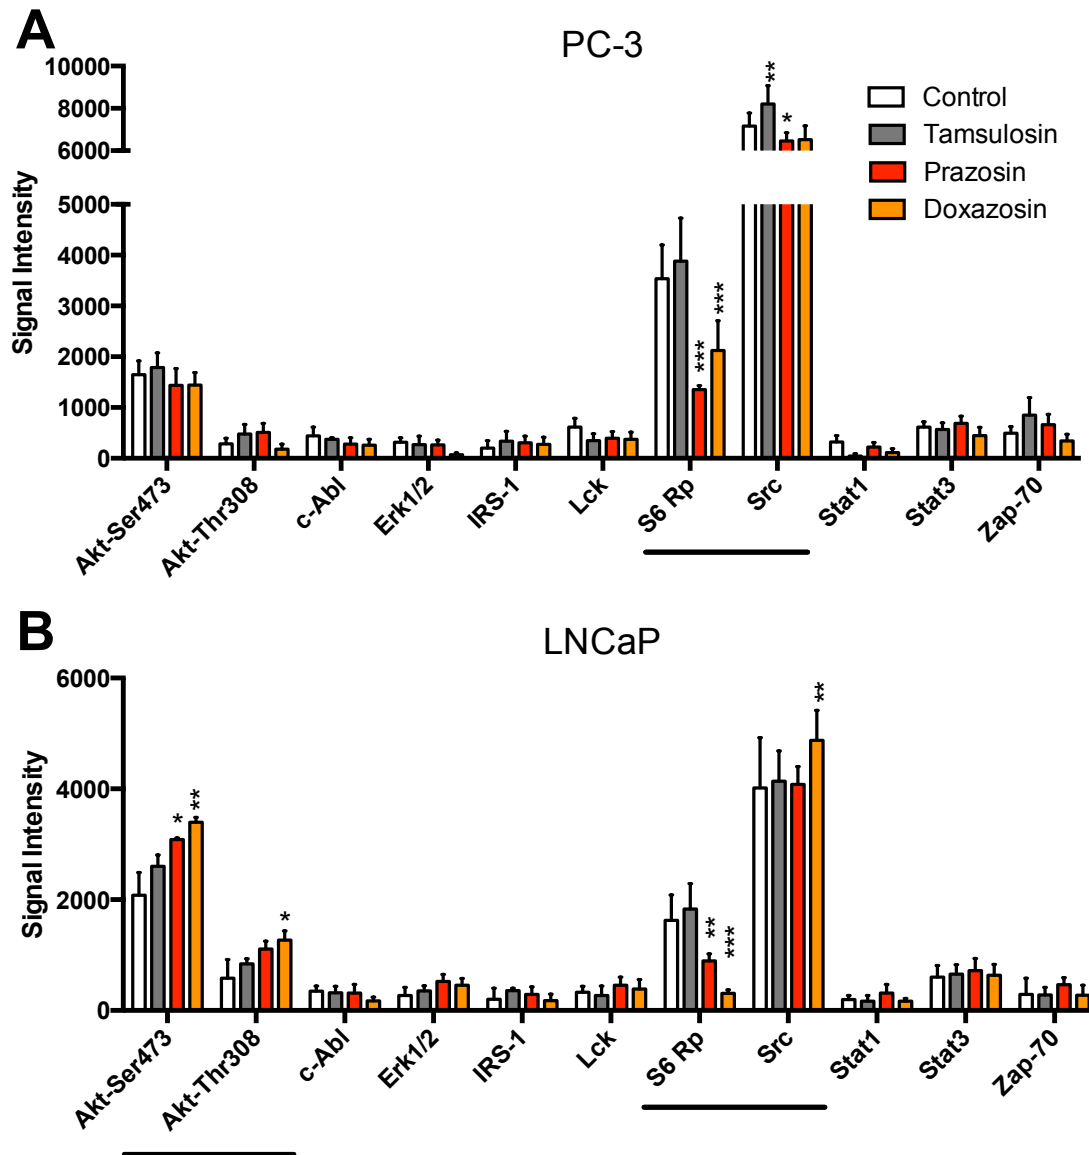 A
PC-3
10000
8000
6000
5000
4000
3000
2000
1000
0
Signal Intensity
**
*
***
***
Control
Tamsulosin
Prazosin
Doxazosin
Akt-Ser473
Akt-Thr308
c-Abl
Erk1/2
IRS-1
Lck
S6 Rp
Src
Stat1
Stat3
Zap-70
B
LNCaP
6000
4000
2000
0
Signal Intensity
*
**
*
**
***
**
Akt-Ser473
Akt-Thr308
c-Abl
Erk1/2
IRS-1
Lck
S6 Rp
Src
Stat1
Stat3
Zap-70